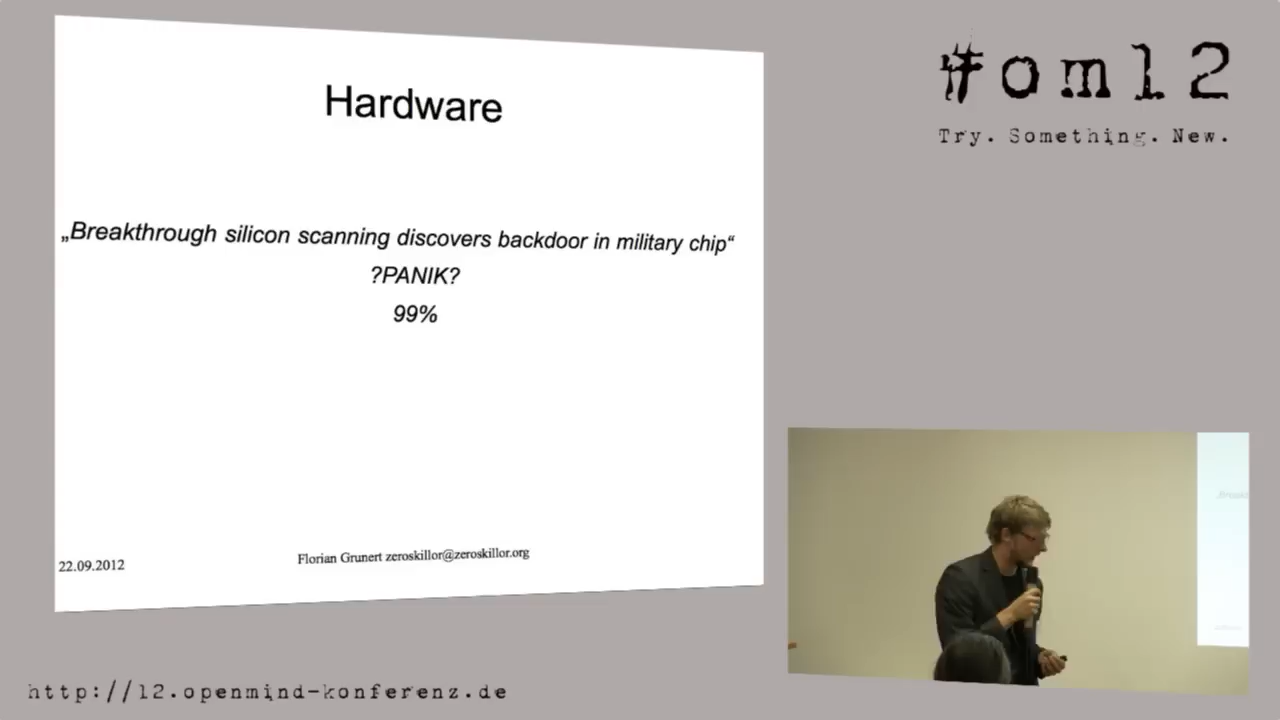 Hardware
„Breakthrough silicon scanning discovers backdoor in military chip“
?PANIK?
99%
22.09.2012
Florian Grunert zeroskillor@zeroskillor.org
#om12
Try. Something. New.
http://12.openmind-konferenz.de